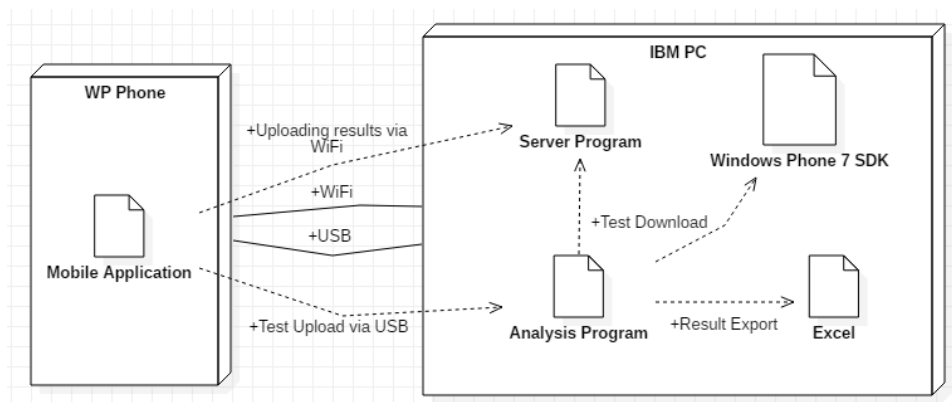 IBM PC
WP Phone
+Uploading results via
WiFi
Server Program
Windows Phone 7 SDK
+WiFi
+Test Download
+USB
Mobile Application
+Test Upload via USB
Analysis Program
+Result Export
Excel